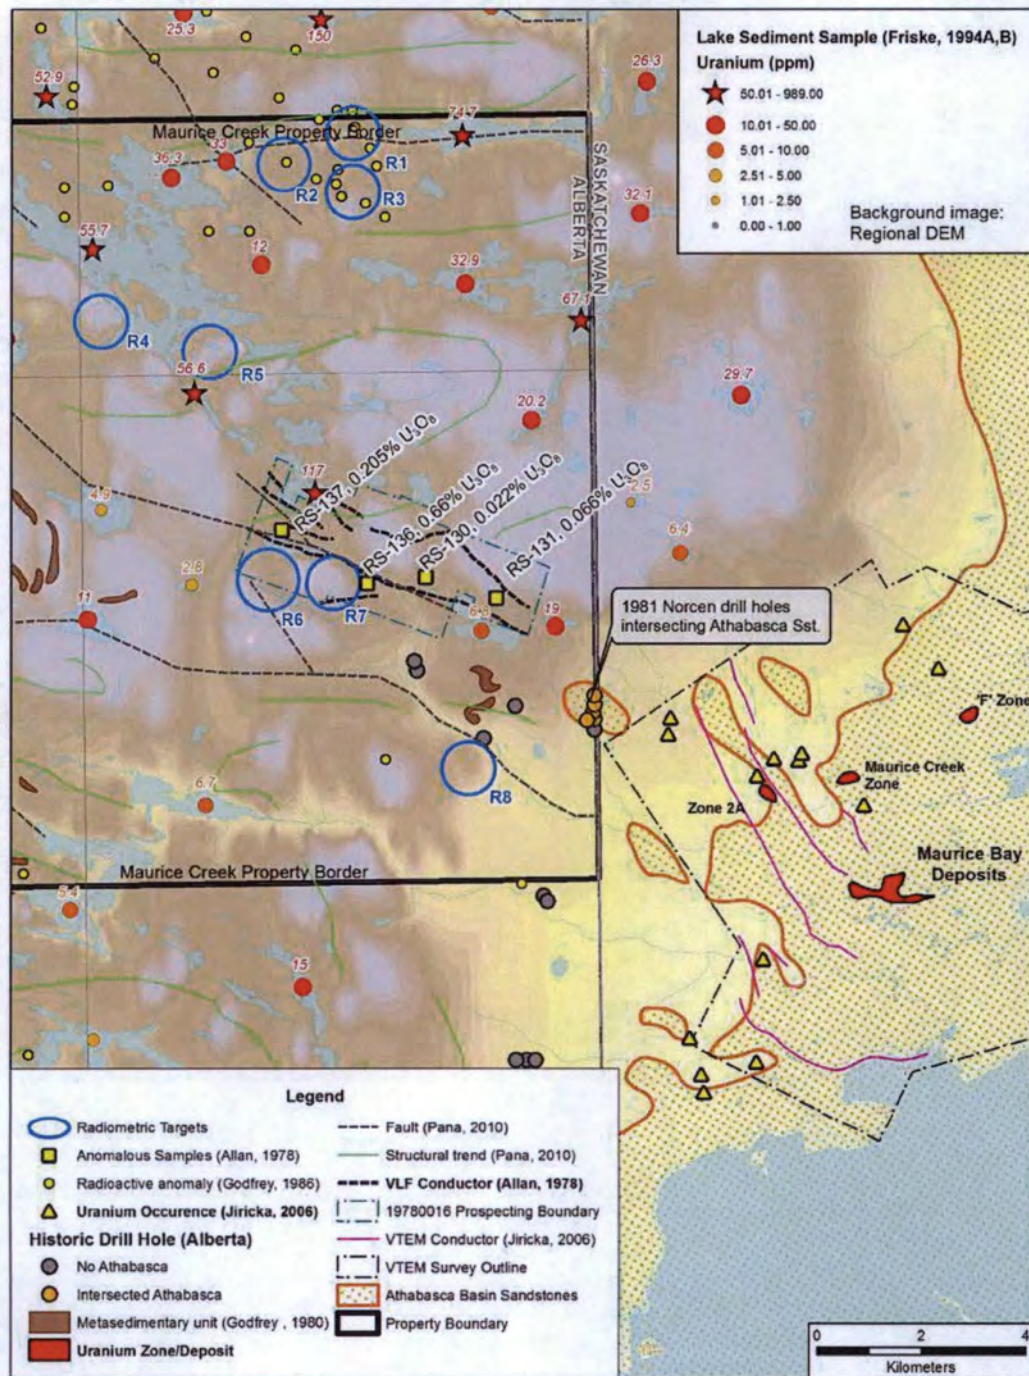 25.3
150
52.9
Maurice Creek Property Border
74.7
33
36.3
R1
R2
R3
12
55.7
32.9
67.1
R4
R5
56.6
SASKATCHEWAN
ALBERTA
Lake Sediment Sample (Friske, 1994A,B)
Uranium (ppm)
50.01 - 989.00
10.01 - 50.00
5.01 - 10.00
2.51 - 5.00
1.01 - 2.50
0.00 - 1.00
Background image:
Regional DEM
26.3
32.1
29.7
20.2
117
RS-137, 0.205% U₃O₈
RS-136, 0.66% U₃O₈
RS-130, 0.022% U₃O₈
RS-131, 0.066% U₃O₈
2.5
6.4
4.9
2.8
11
R6
R7
19
1981 Norcen drill holes
intersecting Athabasca Sst.
'F' Zone
Maurice Creek
Zone
Zone 2A
R8
6.7
Maurice Bay
Deposits
Maurice Creek Property Border
5.4
15
Legend
Radiometric Targets
Anomalous Samples (Allan, 1978)
Radioactive anomaly (Godfrey, 1986)
Uranium Occurence (Jiricka, 2006)
Historic Drill Hole (Alberta)
No Athabasca
Intersected Athabasca
Metasedimentary unit (Godfrey , 1980)
Uranium Zone/Deposit
Fault (Pana, 2010)
Structural trend (Pana, 2010)
VLF Conductor (Allan, 1978)
19780016 Prospecting Boundary
VTEM Conductor (Jiricka, 2006)
VTEM Survey Outline
Athabasca Basin Sandstones
Property Boundary
0 2 4
Kilometers